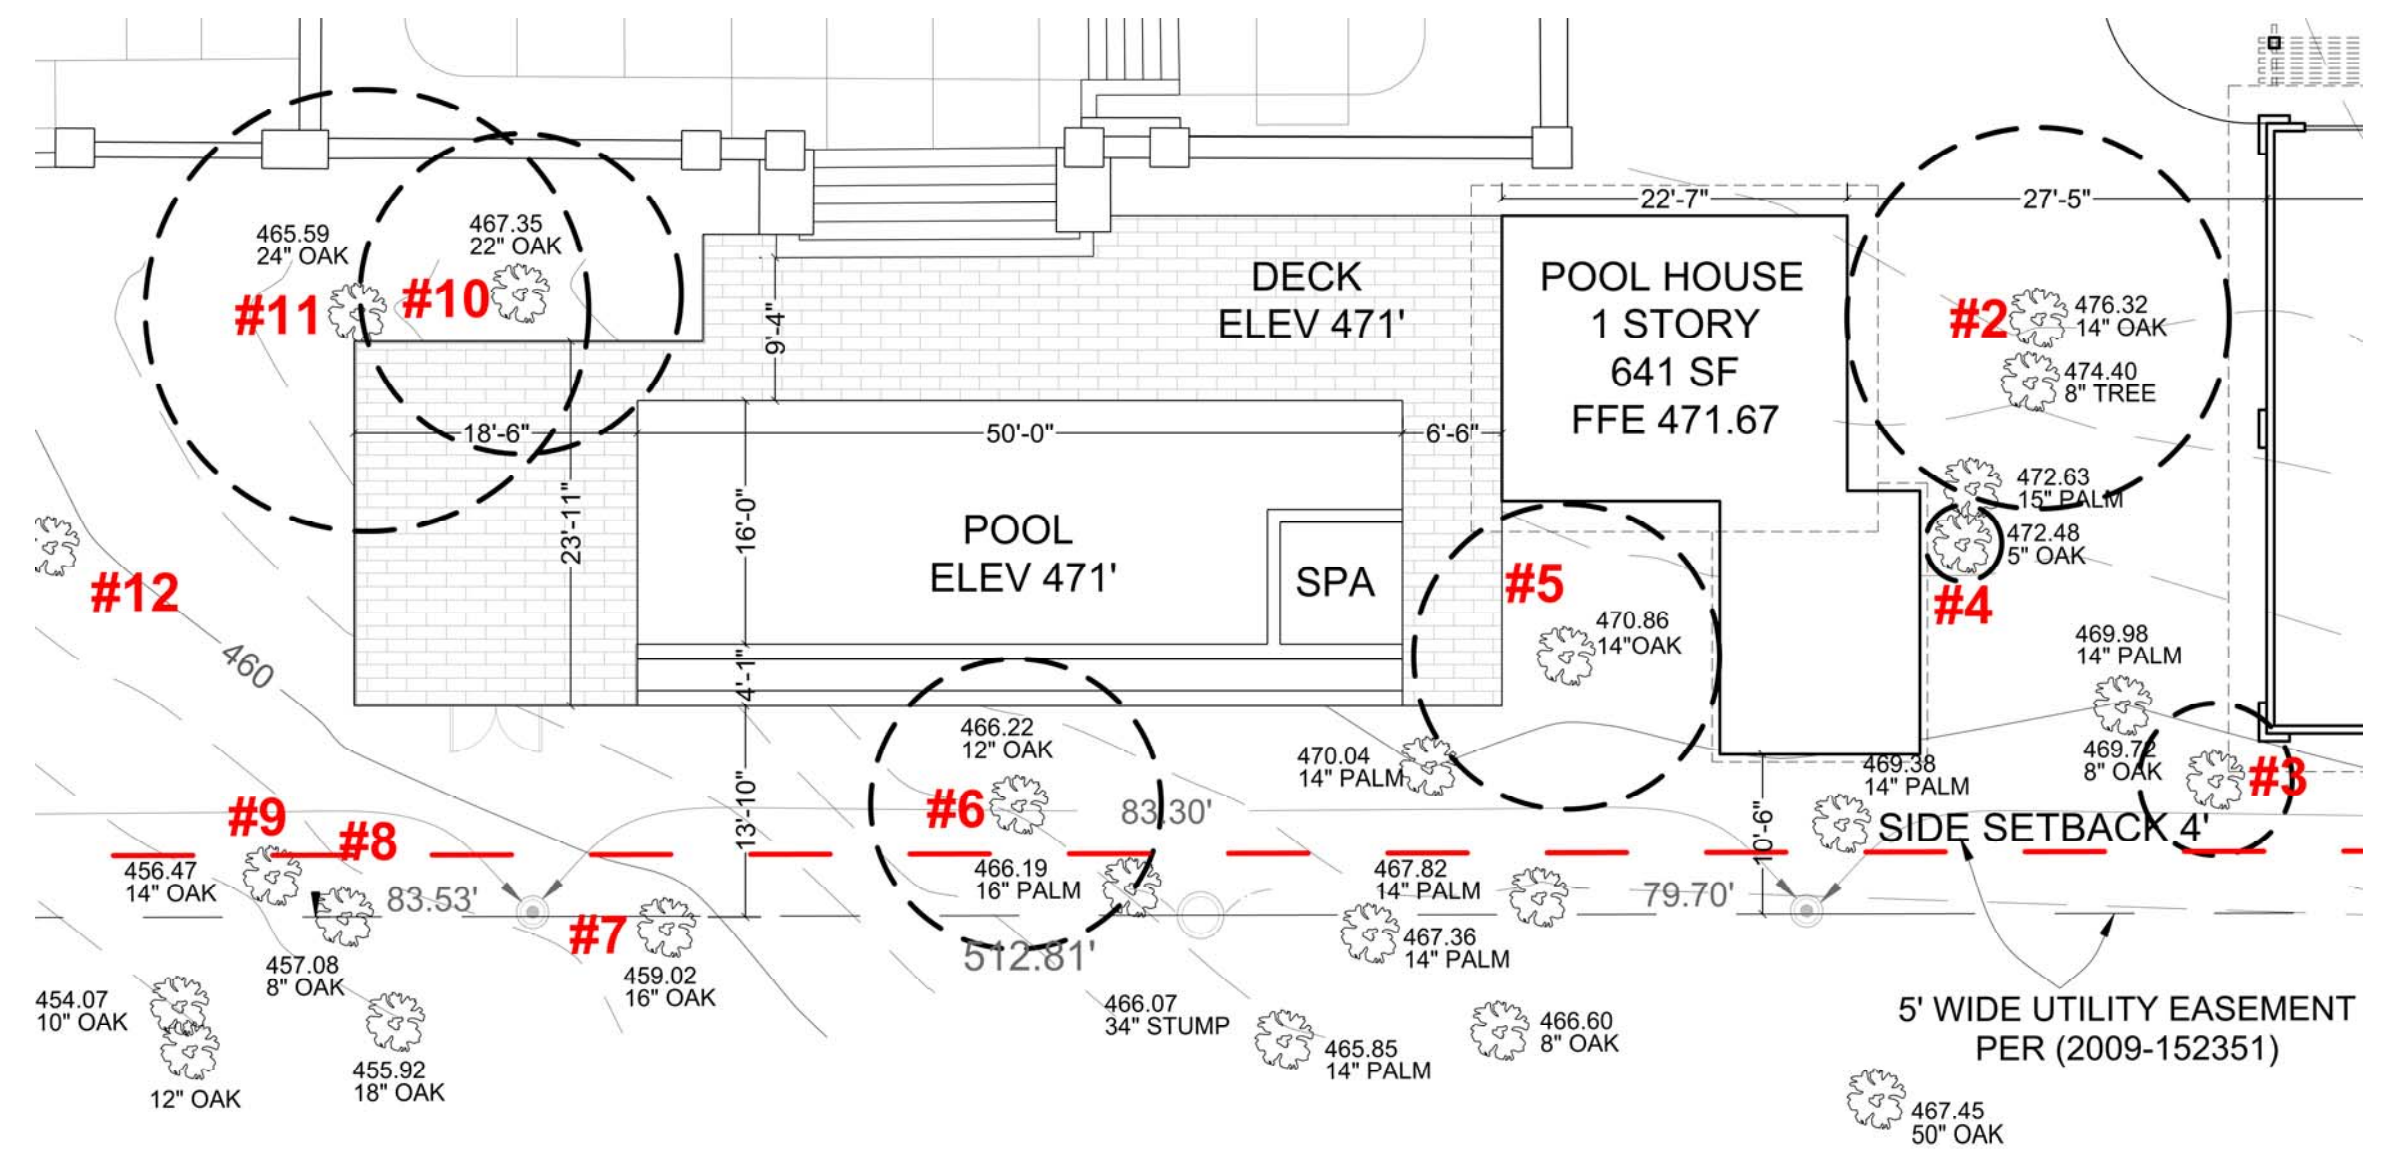 22'-7"
27'-5"
465.59
24" OAK
467.35
22" OAK
#11
#10
9'-4"
DECK
ELEV 471'
POOL HOUSE
1 STORY
641 SF
FFE 471.67
#2
476.32
14" OAK
474.40
8" TREE
18'-6"
50'-0"
6'-6"
23'-11"
16'-0"
POOL
ELEV 471'
SPA
472.63
15" PALM
472.48
5" OAK
#4
#5
470.86
14"OAK
#12
460
4'-1"
469.98
14" PALM
466.22
12" OAK
470.04
14" PALM
469.38
14" PALM
469.72
8" OAK
#3
#6
83.30'
13'-10"
10'-6"
SIDE SETBACK 4'
#9
#8
456.47
14" OAK
83.53'
466.19
16" PALM
467.82
14" PALM
79.70'
#7
512.81'
467.36
14" PALM
457.08
8" OAK
459.02
16" OAK
454.07
10" OAK
466.07
34" STUMP
466.60
8" OAK
5' WIDE UTILITY EASEMENT
PER (2009-152351)
465.85
14" PALM
455.92
18" OAK
12" OAK
467.45
50" OAK